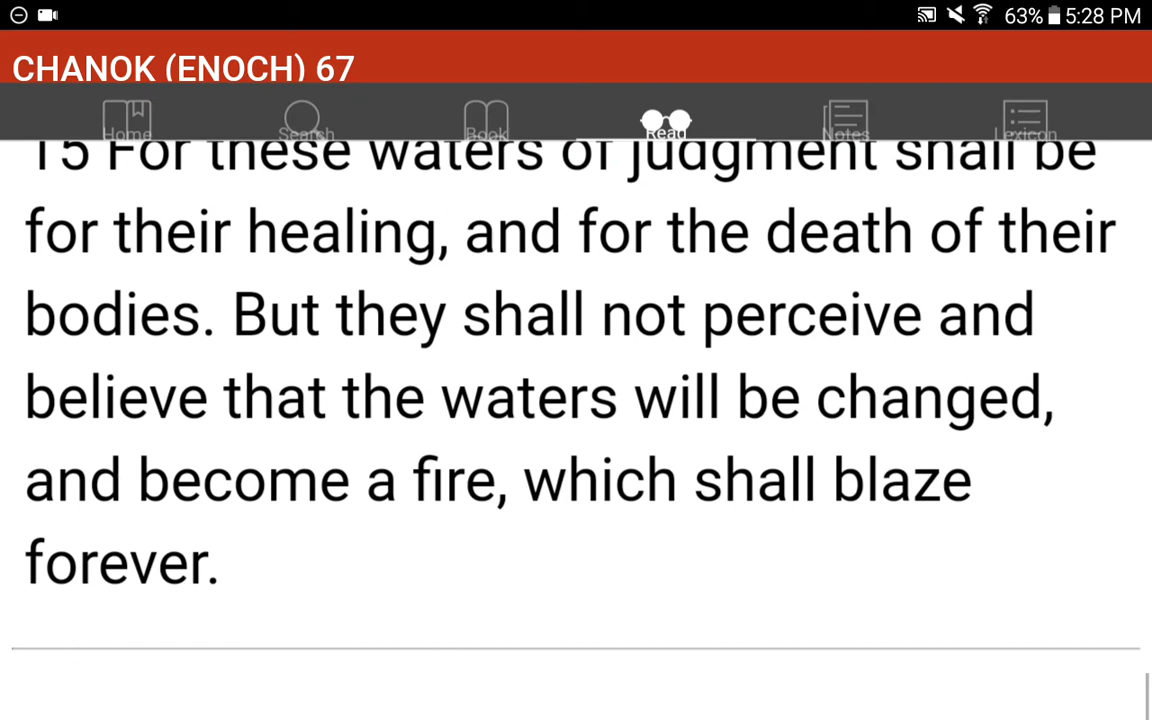 63% 5:28 PM
CHANOK (ENOCH) 67
Home Search Book Read Notes Lexicon
15 For these waters of judgment shall be
for their healing, and for the death of their
bodies. But they shall not perceive and
believe that the waters will be changed,
and become a fire, which shall blaze
forever.